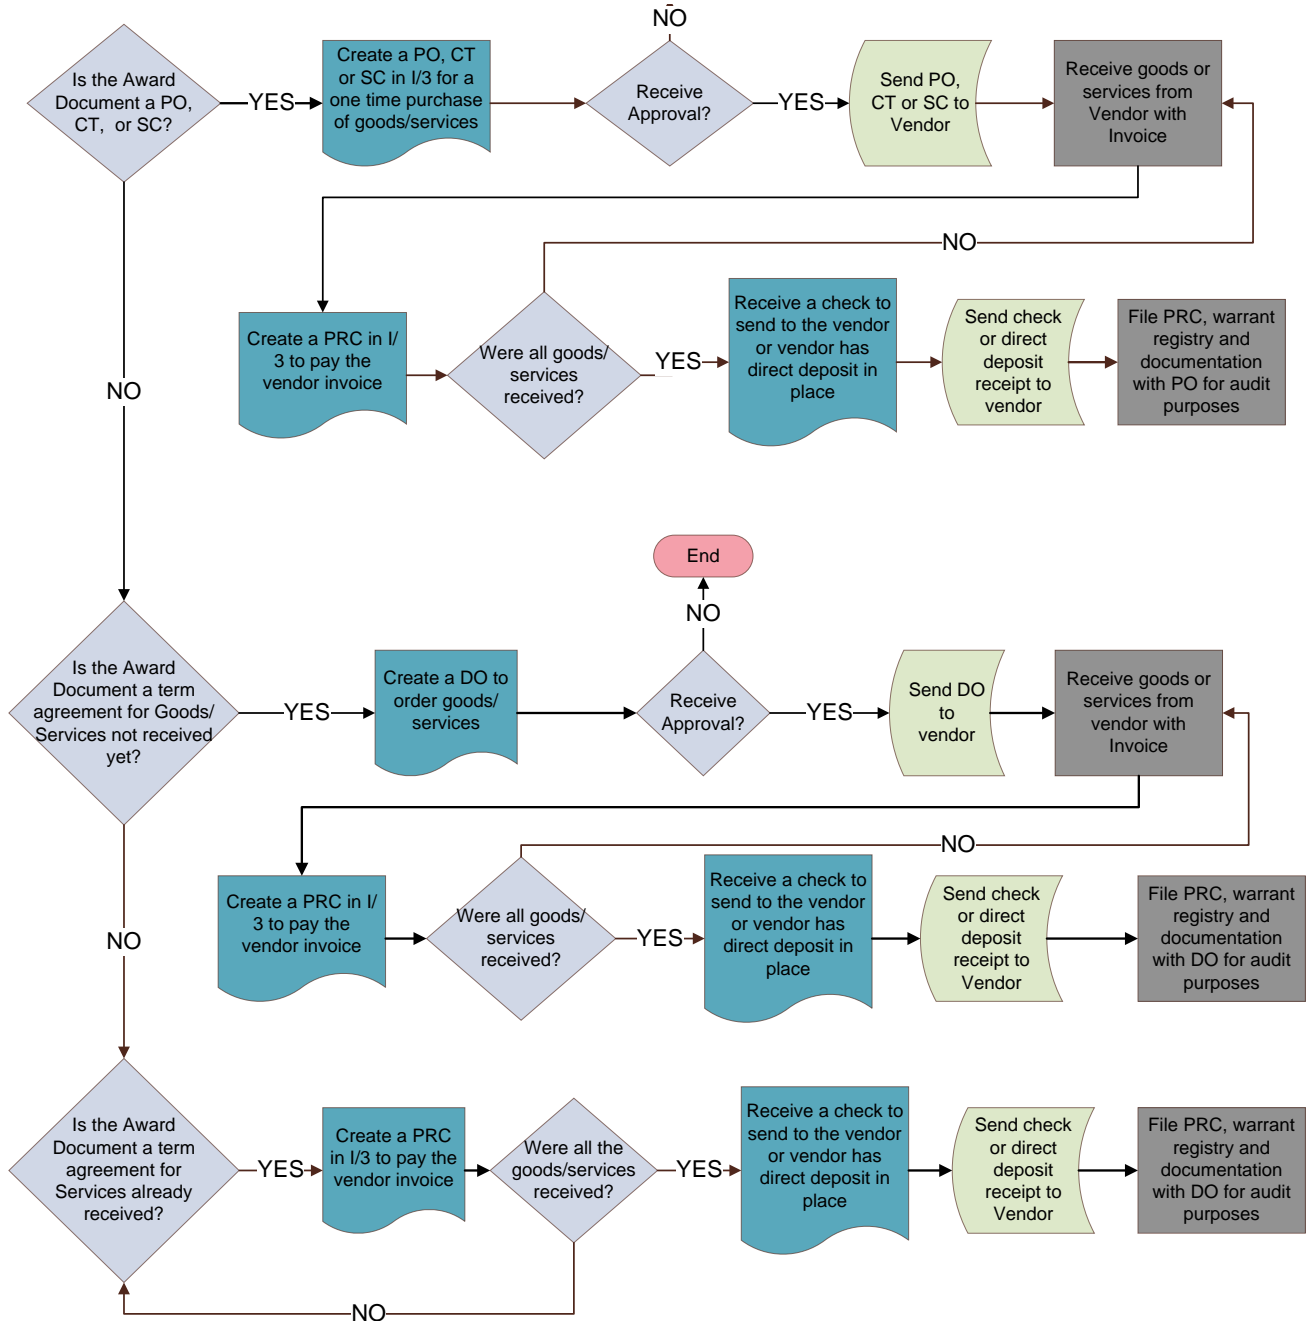 NO
Is the Award
Document a PO,
CT,  or SC?
YES
Create a PO, CT
or SC in I/3 for a
one time purchase
of goods/services
Receive
Approval?
YES
Send PO,
CT or SC to
Vendor
Receive goods or
services from
Vendor with
Invoice
NO
NO
Create a PRC in I/
3 to pay the
vendor invoice
Were all goods/
services
received?
YES
Receive a check to
send to the vendor
or vendor has
direct deposit in
place
Send check
or direct
deposit
receipt to
vendor
File PRC, warrant
registry and
documentation
with PO for audit
purposes
End
NO
Is the Award
Document a term
agreement for Goods/
Services not received
yet?
YES
Create a DO to
order goods/
services
Receive
Approval?
YES
Send DO
to
vendor
Receive goods or
services from
vendor with
Invoice
NO
NO
Create a PRC in I/
3 to pay the
vendor invoice
Were all goods/
services
received?
YES
Receive a check to
send to the vendor
or vendor has
direct deposit in
place
Send check
or direct
deposit
receipt to
Vendor
File PRC, warrant
registry and
documentation
with DO for audit
purposes
Is the Award
Document a term
agreement for
Services already
received?
YES
Create a PRC
in I/3 to pay the
vendor invoice
Were all the
goods/services
received?
YES
Receive a check to
send to the vendor
or vendor has
direct deposit in
place
Send check
or direct
deposit
receipt to
Vendor
File PRC, warrant
registry and
documentation
with DO for audit
purposes
NO